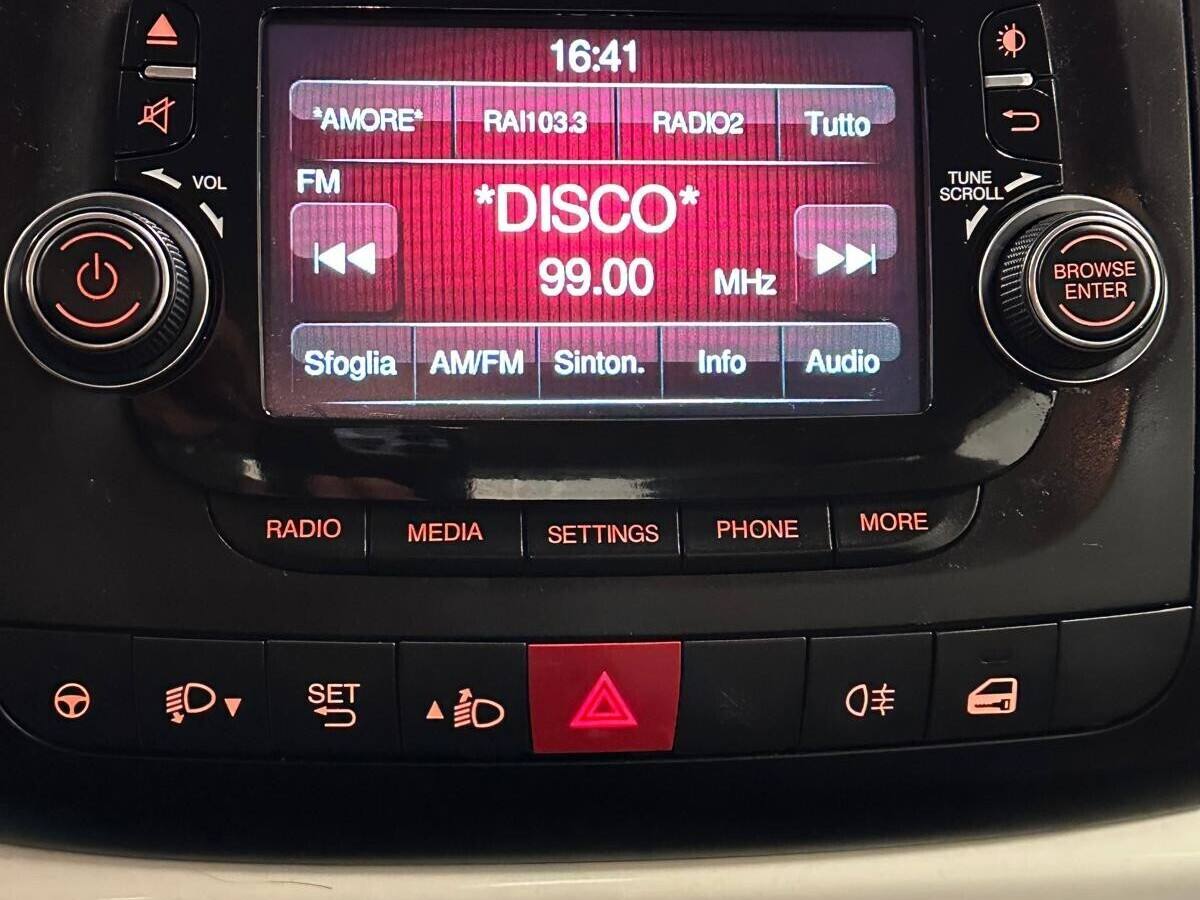 16:41
*AMORE* RAI103.3 RADIO2 Tutto
VOL
FM
*DISCO*
TUNE
SCROLL
99.00 MHz
BROWSE
ENTER
Sfoglia AM/FM Sinton. Info Audio
RADIO MEDIA SETTINGS PHONE MORE
SET